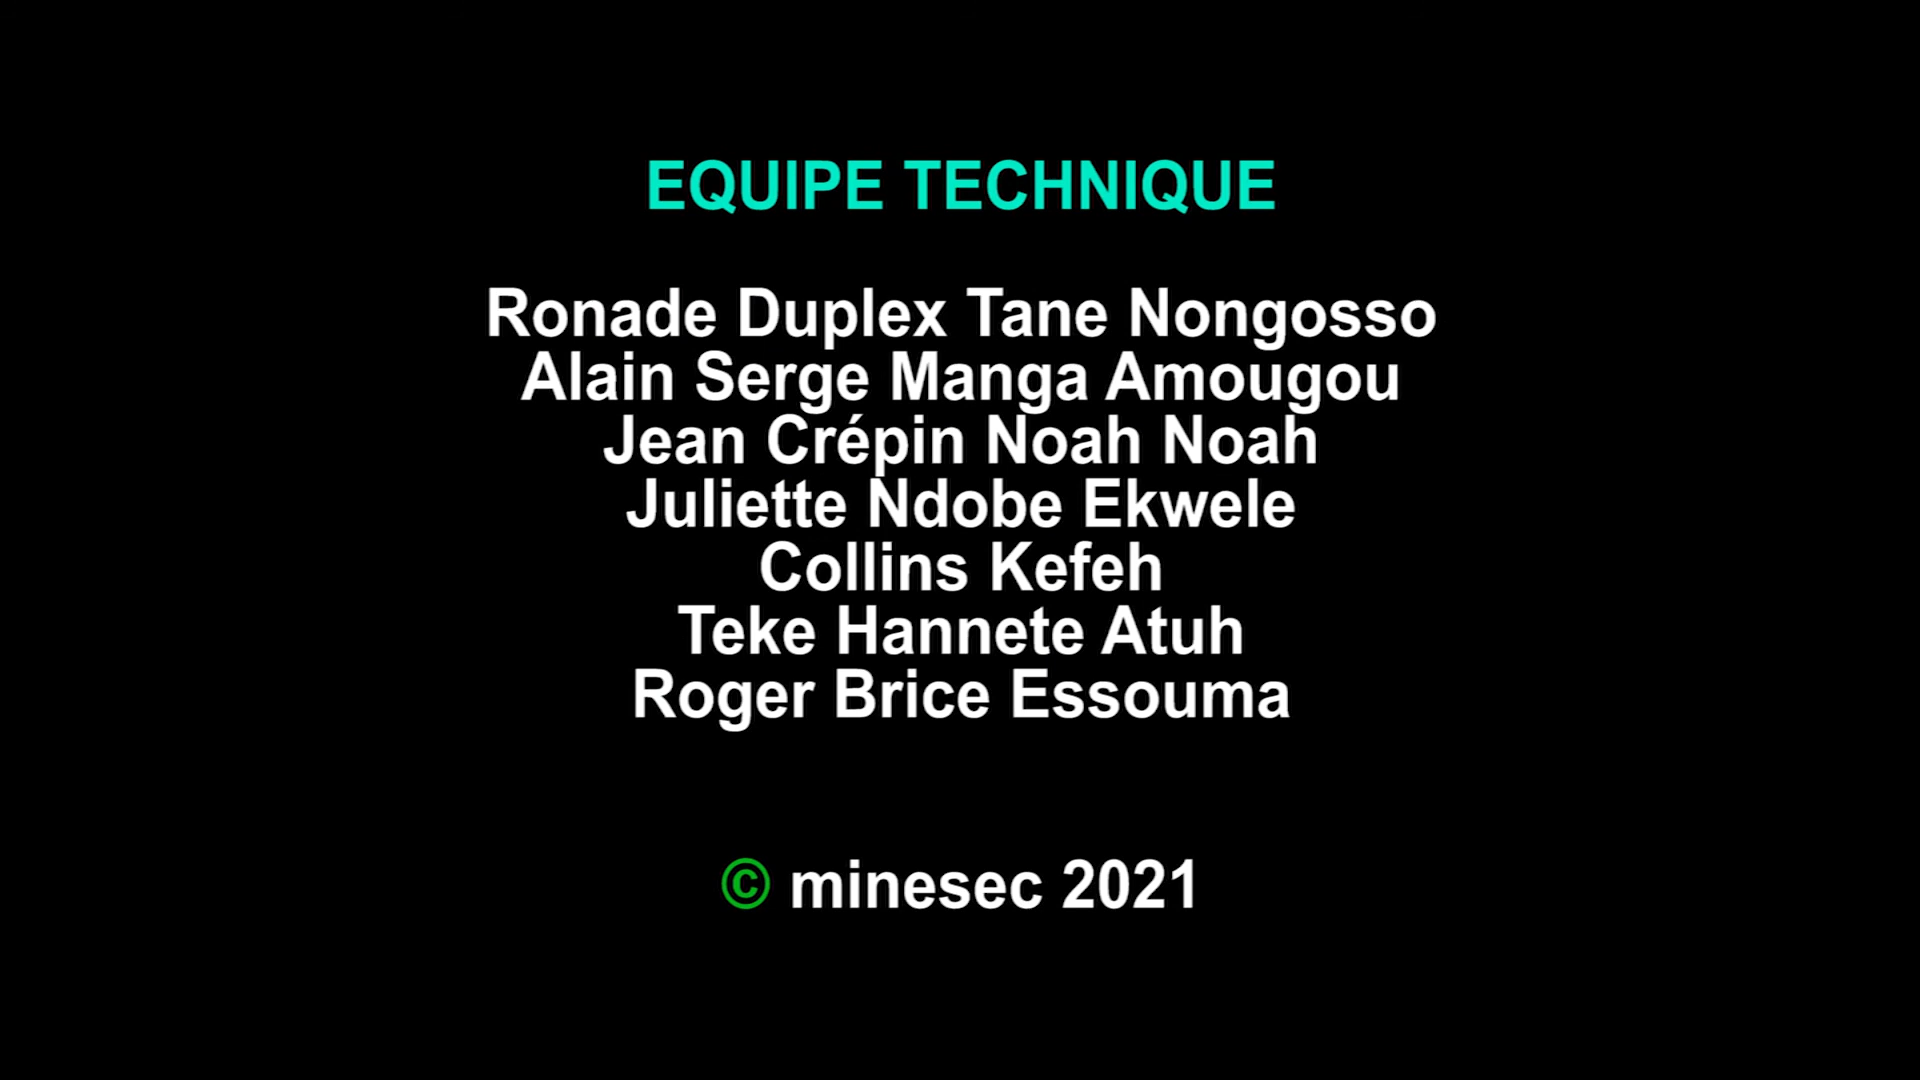 EQUIPE TECHNIQUE
Ronade Duplex Tane Nongosso
Alain Serge Manga Amougou
Jean Crépin Noah Noah
Juliette Ndobe Ekwele
Collins Kefeh
Teke Hannete Atuh
Roger Brice Essouma
© minesec 2021